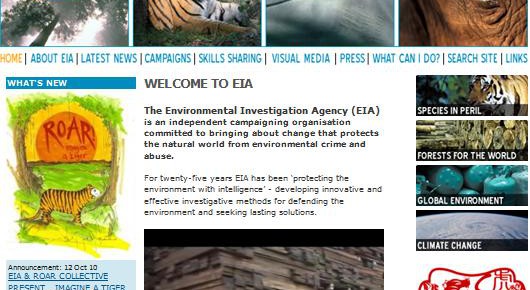 HOME | ABOUT EIA | LATEST NEWS | CAMPAIGNS | SKILLS SHARING | VISUAL MEDIA | PRESS | WHAT CAN I DO? | SEARCH SITE | LINKS
WHAT'S NEW
ROAR!
Announcement: 12 Oct 10
EIA & ROAR COLLECTIVE
PRESENT... IMAGINE A TIGER
WELCOME TO EIA
The Environmental Investigation Agency (EIA)
is an independent campaigning organisation
committed to bringing about change that protects
the natural world from environmental crime and
abuse.
For twenty-five years EIA has been 'protecting the
environment with intelligence' - developing innovative and
effective investigative methods for defending the
environment and seeking lasting solutions.
SPECIES IN PERIL
FORESTS FOR THE WORLD
GLOBAL ENVIRONMENT
CLIMATE CHANGE